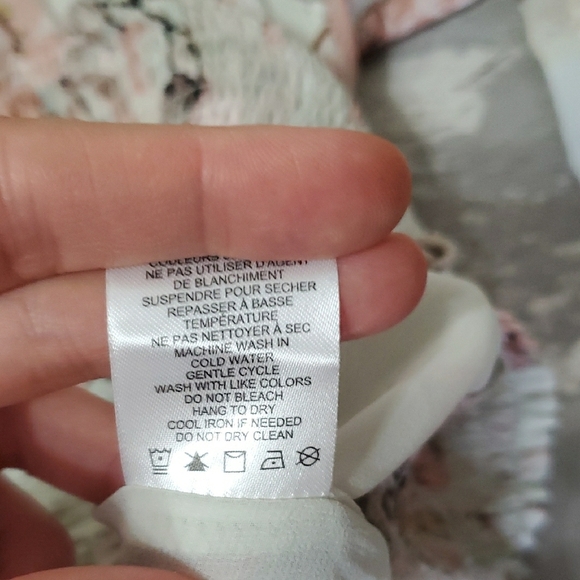 COULEURS
NE PAS UTILISER D'AGENT
DE BLANCHIMENT
SUSPENDRE POUR SECHER
REPASSER À BASSE
TEMPÉRATURE
NE PAS NETTOYER À SEC
MACHINE WASH IN
COLD WATER
GENTLE CYCLE
WASH WITH LIKE COLORS
DO NOT BLEACH
HANG TO DRY
COOL IRON IF NEEDED
DO NOT DRY CLEAN